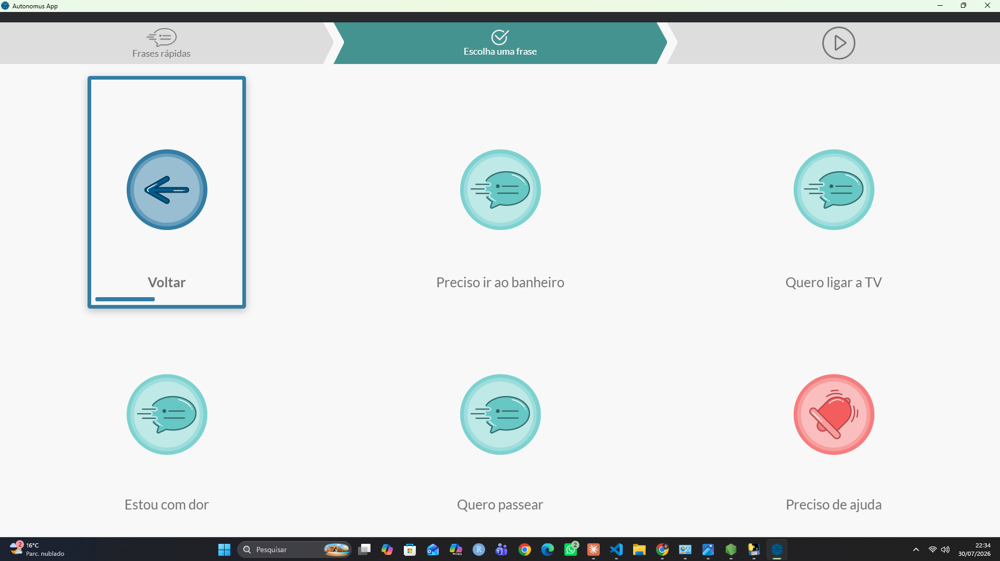 Autonomus App
Frases rápidas
Escolha uma frase
Voltar
Preciso ir ao banheiro
Quero ligar a TV
Estou com dor
Quero passear
Preciso de ajuda
2
16°C
Parc. nublado
Pesquisar
M365
R
T
2
22:34
30/07/2026